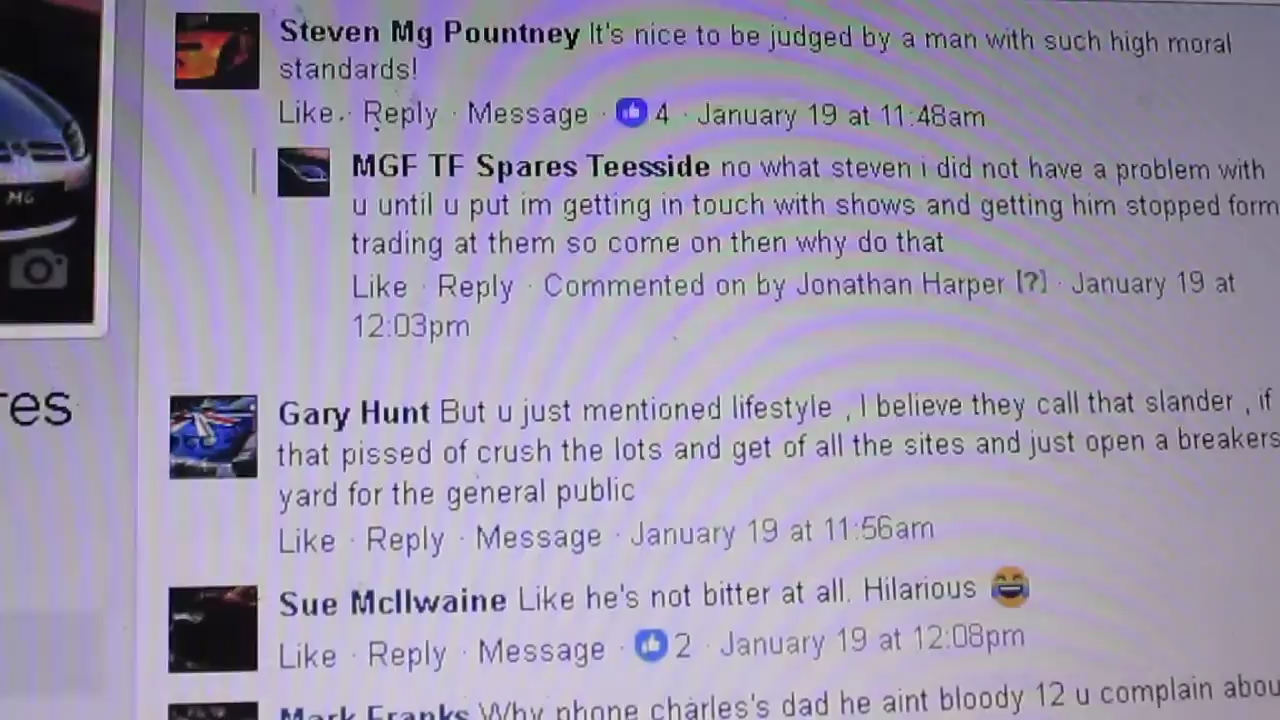 Steven Mg Pountney It's nice to be judged by a man with such high moral
standards!
Like · Reply · Message · 4 · January 19 at 11:48am
MGF TF Spares Teesside no what steven i did not have a problem with
u until u put im getting in touch with shows and getting him stopped form
trading at them so come on then why do that
Like · Reply · Commented on by Jonathan Harper [?] · January 19 at
12:03pm
MG
res
Gary Hunt But u just mentioned lifestyle , I believe they call that slander , if
that pissed of crush the lots and get of all the sites and just open a breakers
yard for the general public
Like · Reply · Message · January 19 at 11:56am
Sue McIlwaine Like he's not bitter at all. Hilarious 😂
Like · Reply · Message · 2 · January 19 at 12:08pm
Mark Franks Why phone charles's dad he aint bloody 12 u complain abou